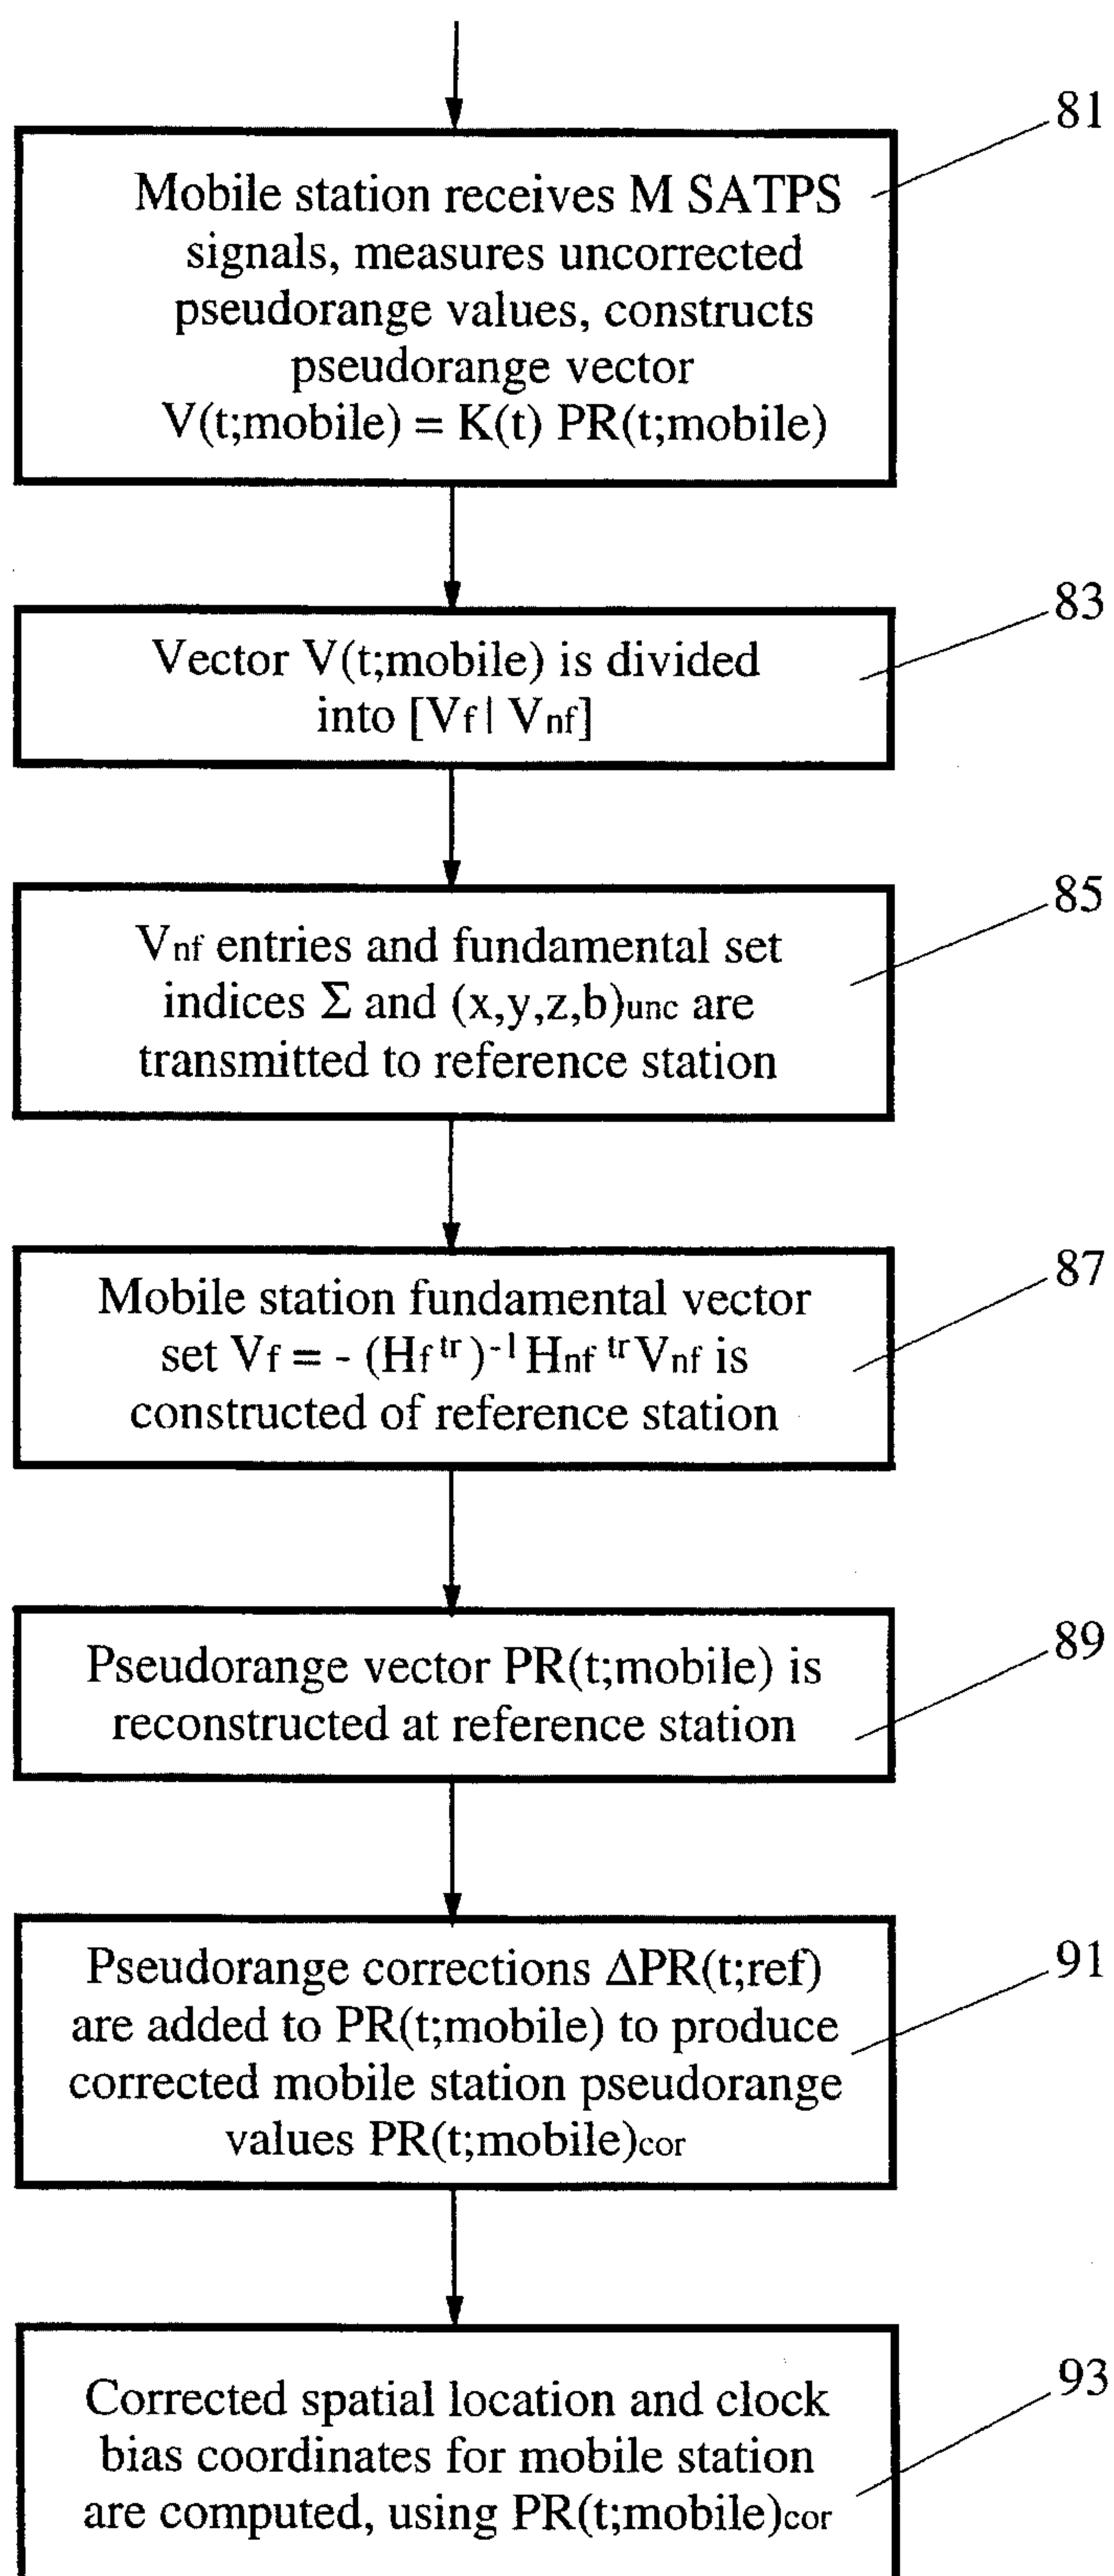 81
Mobile station receives M SATPS
signals, measures uncorrected
pseudorange values, constructs
pseudorange vector
V(t;mobile) = K(t) PR(t;mobile)
83
Vector V(t;mobile) is divided
into [Vf | Vnf]
85
Vnf entries and fundamental set
indices Σ and (x,y,z,b)unc are
transmitted to reference station
87
Mobile station fundamental vector
set Vf = - (Hf tr )-1 Hnf tr Vnf is
constructed of reference station
89
Pseudorange vector PR(t;mobile) is
reconstructed at reference station
91
Pseudorange corrections ΔPR(t;ref)
are added to PR(t;mobile) to produce
corrected mobile station pseudorange
values PR(t;mobile)cor
93
Corrected spatial location and clock
bias coordinates for mobile station
are computed, using PR(t;mobile)cor